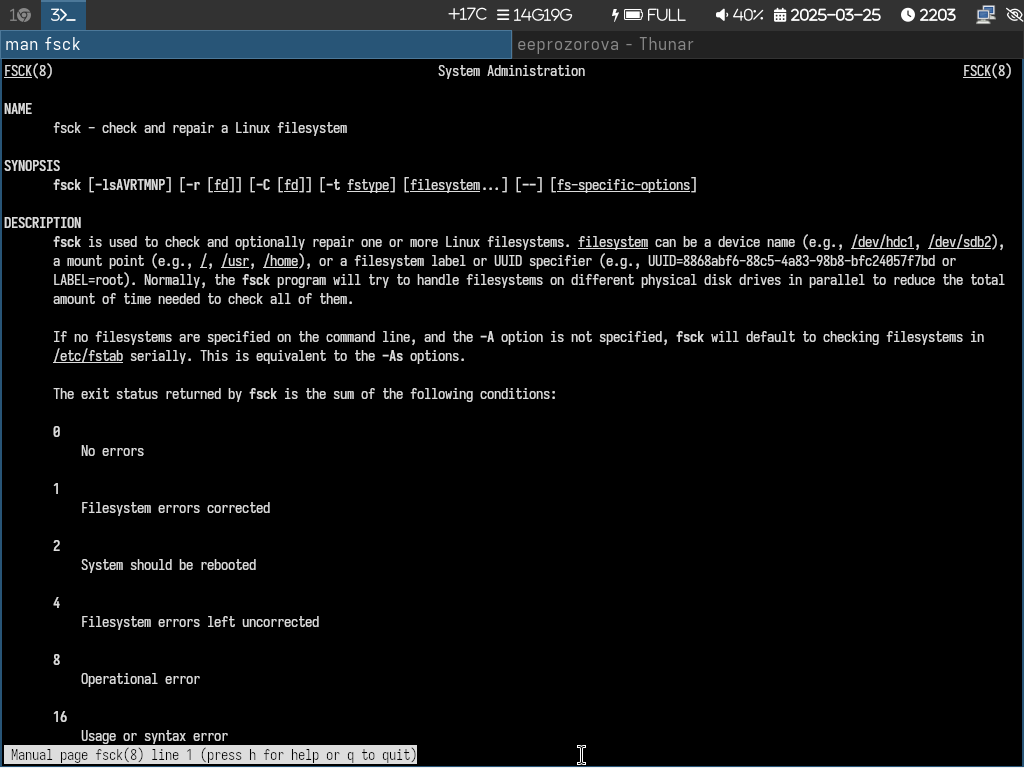 1
3
+17C 14G19G FULL 40% 2025-03-25 2203
man fsck
eeprozorova - Thunar
FSCK(8) System Administration FSCK(8)
NAME
fsck - check and repair a Linux filesystem
SYNOPSIS
fsck [-lsAVRTMNP] [-r [fd]] [-C [fd]] [-t fstype] [filesystem...] [--] [fs-specific-options]
DESCRIPTION
fsck is used to check and optionally repair one or more Linux filesystems. filesystem can be a device name (e.g., /dev/hdc1, /dev/sdb2),
a mount point (e.g., /, /usr, /home), or a filesystem label or UUID specifier (e.g., UUID=8868abf6-88c5-4a83-98b8-bfc24057f7bd or
LABEL=root). Normally, the fsck program will try to handle filesystems on different physical disk drives in parallel to reduce the total
amount of time needed to check all of them.
If no filesystems are specified on the command line, and the -A option is not specified, fsck will default to checking filesystems in
/etc/fstab serially. This is equivalent to the -As options.
The exit status returned by fsck is the sum of the following conditions:
0
No errors
1
Filesystem errors corrected
2
System should be rebooted
4
Filesystem errors left uncorrected
8
Operational error
16
Usage or syntax error
Manual page fsck(8) line 1 (press h for help or q to quit)